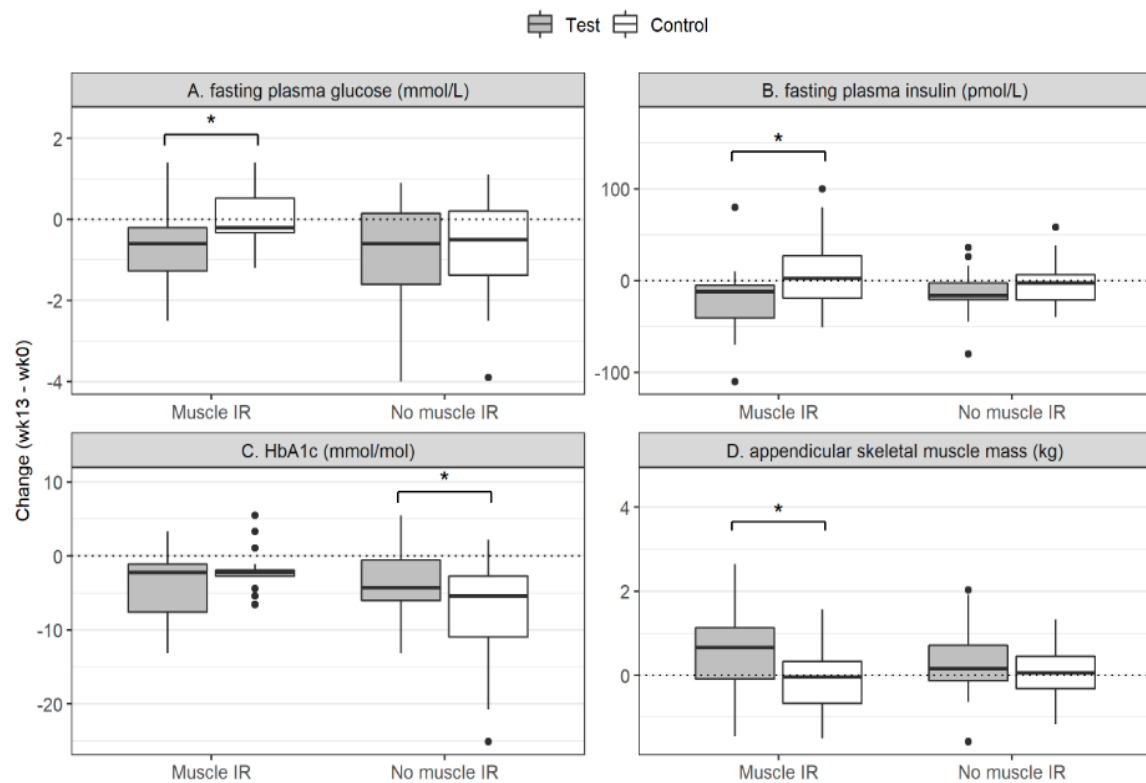 Test Control
A. fasting plasma glucose (mmol/L)
B. fasting plasma insulin (pmol/L)
*
*
2
0
-2
-4
100
0
-100
Muscle IR
No muscle IR
Muscle IR
No muscle IR
Change (wk13 - wk0)
C. HbA1c (mmol/mol)
D. appendicular skeletal muscle mass (kg)
*
*
10
0
-10
-20
4
2
0
Muscle IR
No muscle IR
Muscle IR
No muscle IR